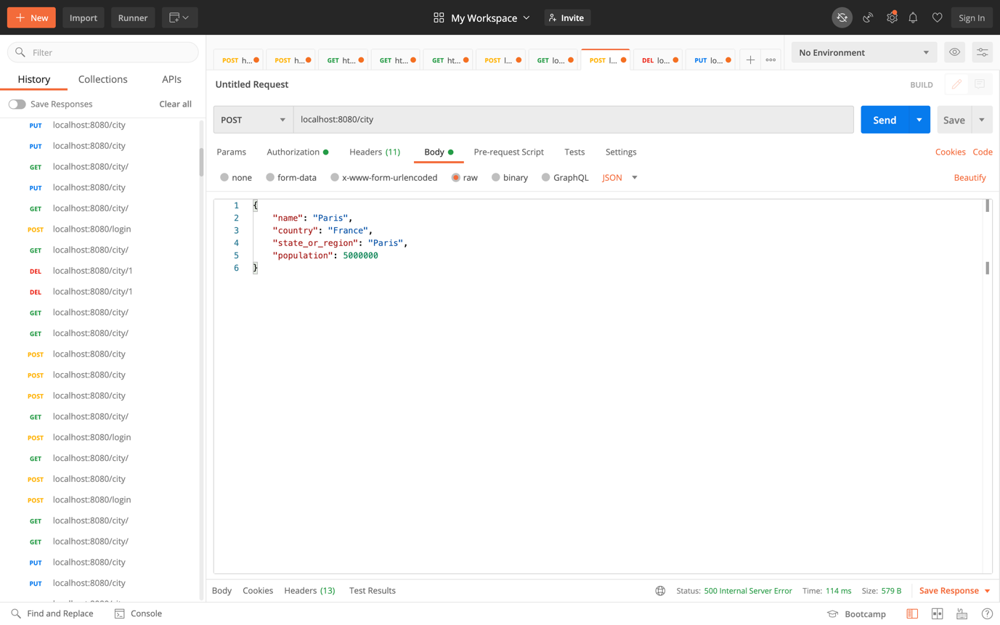 New Import Runner My Workspace Invite Sign In
Filter
History Collections APIs
Save Responses Clear all
PUT localhost:8080/city
PUT localhost:8080/city
GET localhost:8080/city/
PUT localhost:8080/city
GET localhost:8080/city/
POST localhost:8080/login
GET localhost:8080/city/
DEL localhost:8080/city/1
DEL localhost:8080/city/1
GET localhost:8080/city/
GET localhost:8080/city/
POST localhost:8080/city
POST localhost:8080/city
POST localhost:8080/city
GET localhost:8080/city/
POST localhost:8080/login
GET localhost:8080/city/
POST localhost:8080/city
POST localhost:8080/login
GET localhost:8080/city/
GET localhost:8080/city/
PUT localhost:8080/city
PUT localhost:8080/city
POST h... POST h... GET ht... GET ht... GET ht... POST l... GET lo... POST l... DEL lo... PUT lo... No Environment
Untitled Request BUILD
POST localhost:8080/city Send Save
Params Authorization Headers (11) Body Pre-request Script Tests Settings Cookies Code
none form-data x-www-form-urlencoded raw binary GraphQL JSON Beautify
1 {
2 "name": "Paris",
3 "country": "France",
4 "state_or_region": "Paris",
5 "population": 5000000
6 }
Body Cookies Headers (13) Test Results Status: 500 Internal Server Error Time: 114 ms Size: 579 B Save Response
Find and Replace Console Bootcamp